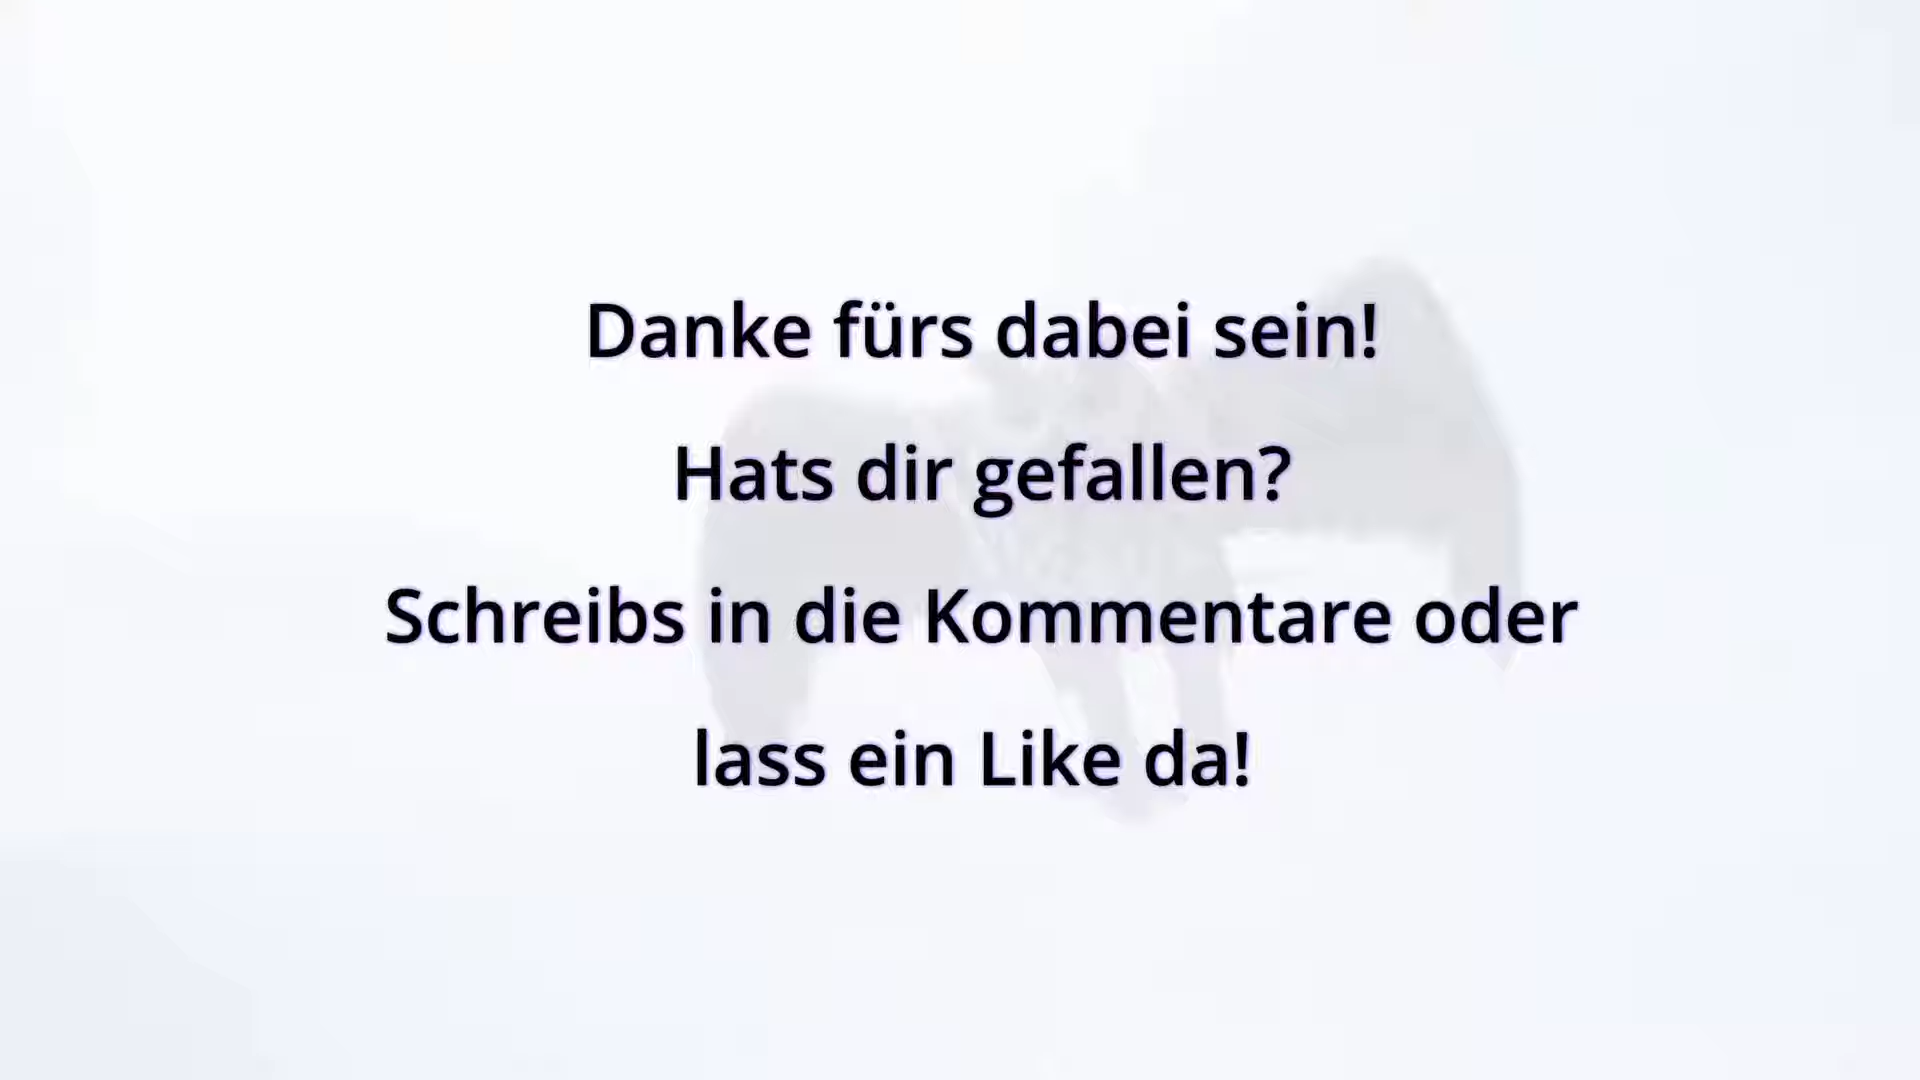 Danke fürs dabei sein!
Hats dir gefallen?
Schreibs in die Kommentare oder
lass ein Like da!